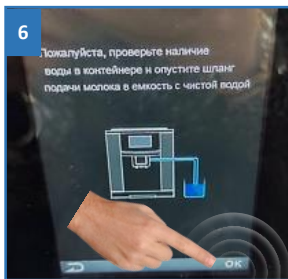 6
Пожалуйста, проверьте наличие
воды в контейнере н опустите шланг
подачи молока в емкость с чистой водой
OK